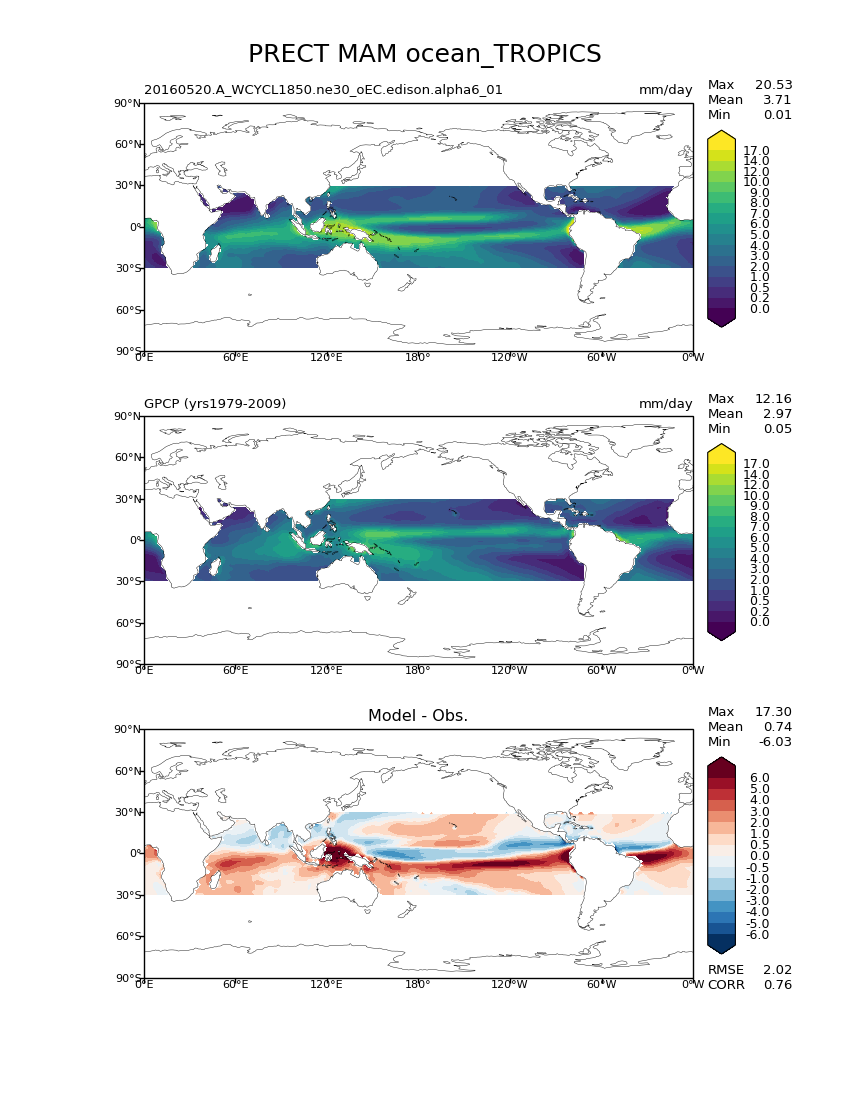 PRECT MAM ocean_TROPICS
20160520.A_WCYCL1850.ne30_oEC.edison.alpha6_01 mm/day
Max 20.53
Mean 3.71
Min 0.01
90°N
60°N
30°N
0°
30°S
60°S
90°S
0°E 60°E 120°E 180° 120°W 60°W 0°W
17.0
14.0
12.0
10.0
9.0
8.0
7.0
6.0
5.0
4.0
3.0
2.0
1.0
0.5
0.2
0.0
GPCP (yrs1979-2009) mm/day
Max 12.16
Mean 2.97
Min 0.05
90°N
60°N
30°N
0°
30°S
60°S
90°S
0°E 60°E 120°E 180° 120°W 60°W 0°W
17.0
14.0
12.0
10.0
9.0
8.0
7.0
6.0
5.0
4.0
3.0
2.0
1.0
0.5
0.2
0.0
Model - Obs.
Max 17.30
Mean 0.74
Min -6.03
90°N
60°N
30°N
0°
30°S
60°S
90°S
0°E 60°E 120°E 180° 120°W 60°W 0°W
6.0
5.0
4.0
3.0
2.0
1.0
0.5
0.0
-0.5
-1.0
-2.0
-3.0
-4.0
-5.0
-6.0
RMSE 2.02
CORR 0.76